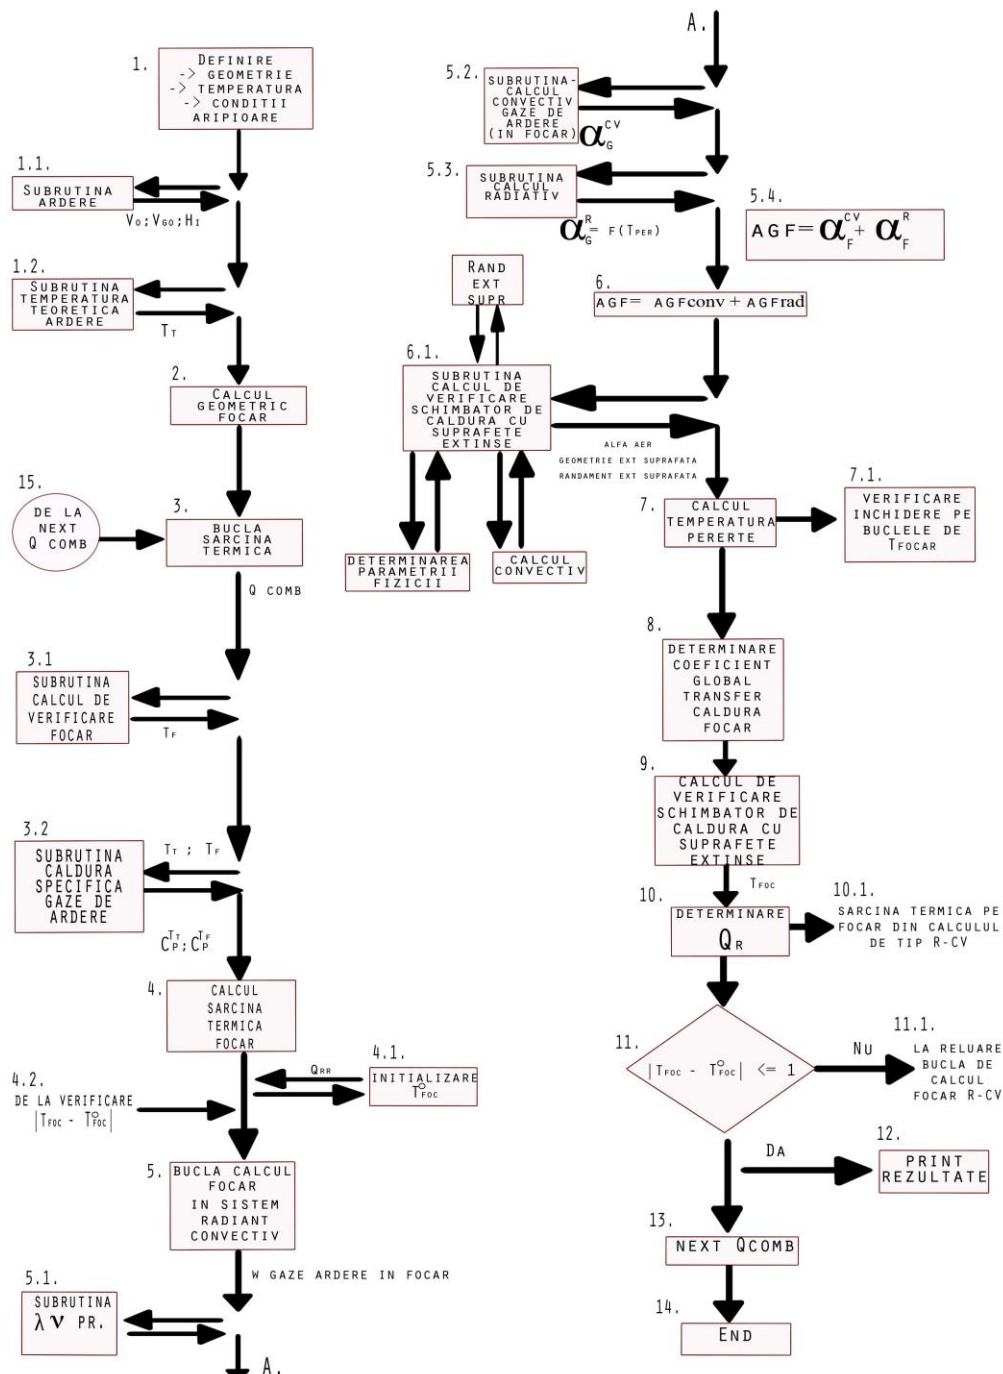 1.
DEFINIRE
-> GEOMETRIE
-> TEMPERATURA
-> CONDITII
ARIPIOARE
1.1.
SUBRUTINA
ARDERE
V0;VG0;HI
1.2.
SUBRUTINA
TEMPERATURA
TEORETICA
ARDERE
TT
2.
CALCUL
GEOMETRIC
FOCAR
15.
DE LA
NEXT
Q COMB
3.
BUCLA
SARCINA
TERMICA
Q COMB
3.1
SUBRUTINA
CALCUL DE
VERIFICARE
FOCAR
TF
3.2
SUBRUTINA
CALDURA
SPECIFICA
GAZE DE
ARDERE
TT ; TF
CP^TT;CP^TF
4.
CALCUL
SARCINA
TERMICA
FOCAR
4.1.
QRR
INITIALIZARE
T°FOC
4.2.
DE LA VERIFICARE
|TFOC - T°FOC|
5.
BUCLA CALCUL
FOCAR
IN SISTEM
RADIANT
CONVECTIV
W GAZE ARDERE IN FOCAR
5.1.
SUBRUTINA
λ ν PR.
A.
A.
5.2.
SUBRUTINA-
CALCUL
CONVECTIV
GAZE DE
ARDERE
(IN FOCAR)
αG^CV
5.3.
SUBRUTINA
CALCUL
RADIATIV
αG^R = F(TPER)
5.4.
AGF= αF^CV + αF^R
6.
AGF= AGFconv + AGFrad
RAND
EXT
SUPR
6.1.
SUBRUTINA
CALCUL DE
VERIFICARE
SCHIMBATOR DE
CALDURA CU
SUPRAFETE
EXTINSE
ALFA AER
GEOMETRIE EXT SUPRAFATA
RANDAMENT EXT SUPRAFATA
DETERMINAREA
PARAMETRII
FIZICII
CALCUL
CONVECTIV
7.
CALCUL
TEMPERATURA
PERERTE
7.1.
VERIFICARE
INCHIDERE PE
BUCLELE DE
TFOCAR
8.
DETERMINARE
COEFICIENT
GLOBAL
TRANSFER
CALDURA
FOCAR
9.
CALCUL DE
VERIFICARE
SCHIMBATOR DE
CALDURA CU
SUPRAFETE
EXTINSE
TFOC
10.
DETERMINARE
QR
10.1.
SARCINA TERMICA PE
FOCAR DIN CALCULUL
DE TIP R-CV
11.
|TFOC - T°FOC| <= 1
NU
11.1.
LA RELUARE
BUCLA DE
CALCUL
FOCAR R-CV
DA
12.
PRINT
REZULTATE
13.
NEXT QCOMB
14.
END